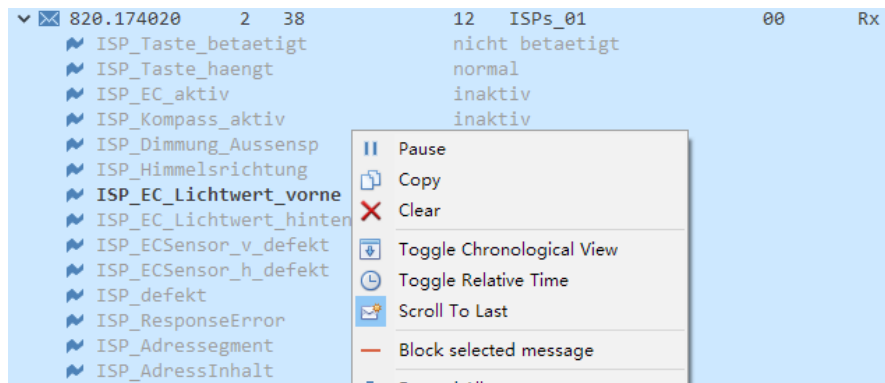 820.174020 2 38 12 ISPs_01 00 Rx
ISP_Taste_betaetigt nicht betaetigt
ISP_Taste_haengt normal
ISP_EC_aktiv inaktiv
ISP_Kompass_aktiv inaktiv
ISP_Dimmung_Aussensp
ISP_Himmelsrichtung
ISP_EC_Lichtwert_vorne
ISP_EC_Lichtwert_hinten
ISP_ECSensor_v_defekt
ISP_ECSensor_h_defekt
ISP_defekt
ISP_ResponseError
ISP_Adressegment
ISP_AdressInhalt
Pause
Copy
Clear
Toggle Chronological View
Toggle Relative Time
Scroll To Last
Block selected message